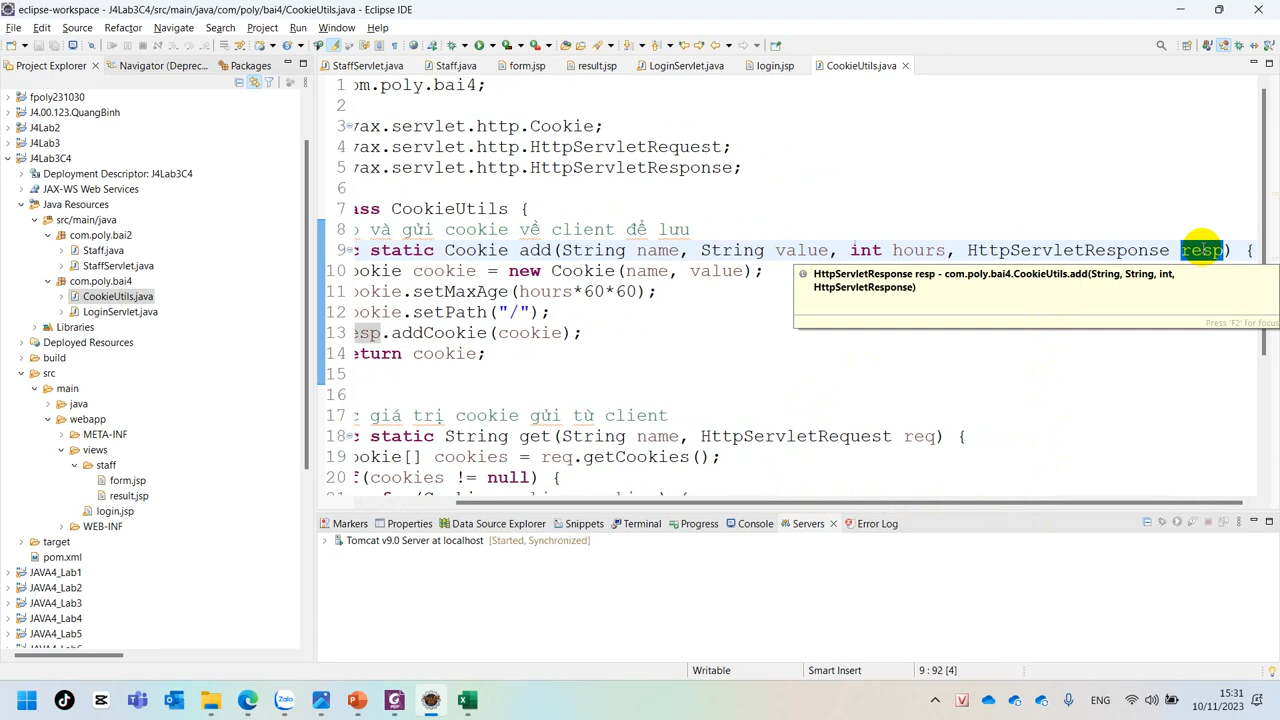 eclipse-workspace - J4Lab3C4/src/main/java/com/poly/bai4/CookieUtils.java - Eclipse IDE
File Edit Source Refactor Navigate Search Project Run Window Help
Project Explorer Navigator (Deprec... Packages
StaffServlet.java Staff.java form.jsp result.jsp LoginServlet.java login.jsp CookieUtils.java
fpoly231030
J4.00.123.QuangBinh
J4Lab2
J4Lab3
J4Lab3C4
Deployment Descriptor: J4Lab3C4
JAX-WS Web Services
Java Resources
src/main/java
com.poly.bai2
Staff.java
StaffServlet.java
com.poly.bai4
CookieUtils.java
LoginServlet.java
Libraries
Deployed Resources
build
src
main
java
webapp
META-INF
views
staff
form.jsp
result.jsp
login.jsp
WEB-INF
target
pom.xml
JAVA4_Lab1
JAVA4_Lab2
JAVA4_Lab3
JAVA4_Lab4
JAVA4_Lab5
1 om.poly.bai4;
2
3 vax.servlet.http.Cookie;
4 vax.servlet.http.HttpServletRequest;
5 vax.servlet.http.HttpServletResponse;
6
7 ass CookieUtils {
8 o và gửi cookie về client để lưu
9 c static Cookie add(String name, String value, int hours, HttpServletResponse resp) {
10 ookie cookie = new Cookie(name, value);
11 ookie.setMaxAge(hours*60*60);
12 ookie.setPath("/");
13 esp.addCookie(cookie);
14 eturn cookie;
15
16
17 c giá trị cookie gửi từ client
18 c static String get(String name, HttpServletRequest req) {
19 ookie[] cookies = req.getCookies();
20 f(cookies != null) {
HttpServletResponse resp - com.poly.bai4.CookieUtils.add(String, String, int,
HttpServletResponse)
Press 'F2' for focus
Markers Properties Data Source Explorer Snippets Terminal Progress Console Servers Error Log
Tomcat v9.0 Server at localhost [Started, Synchronized]
Writable Smart Insert 9 : 92 [4]
ENG 15:31
10/11/2023